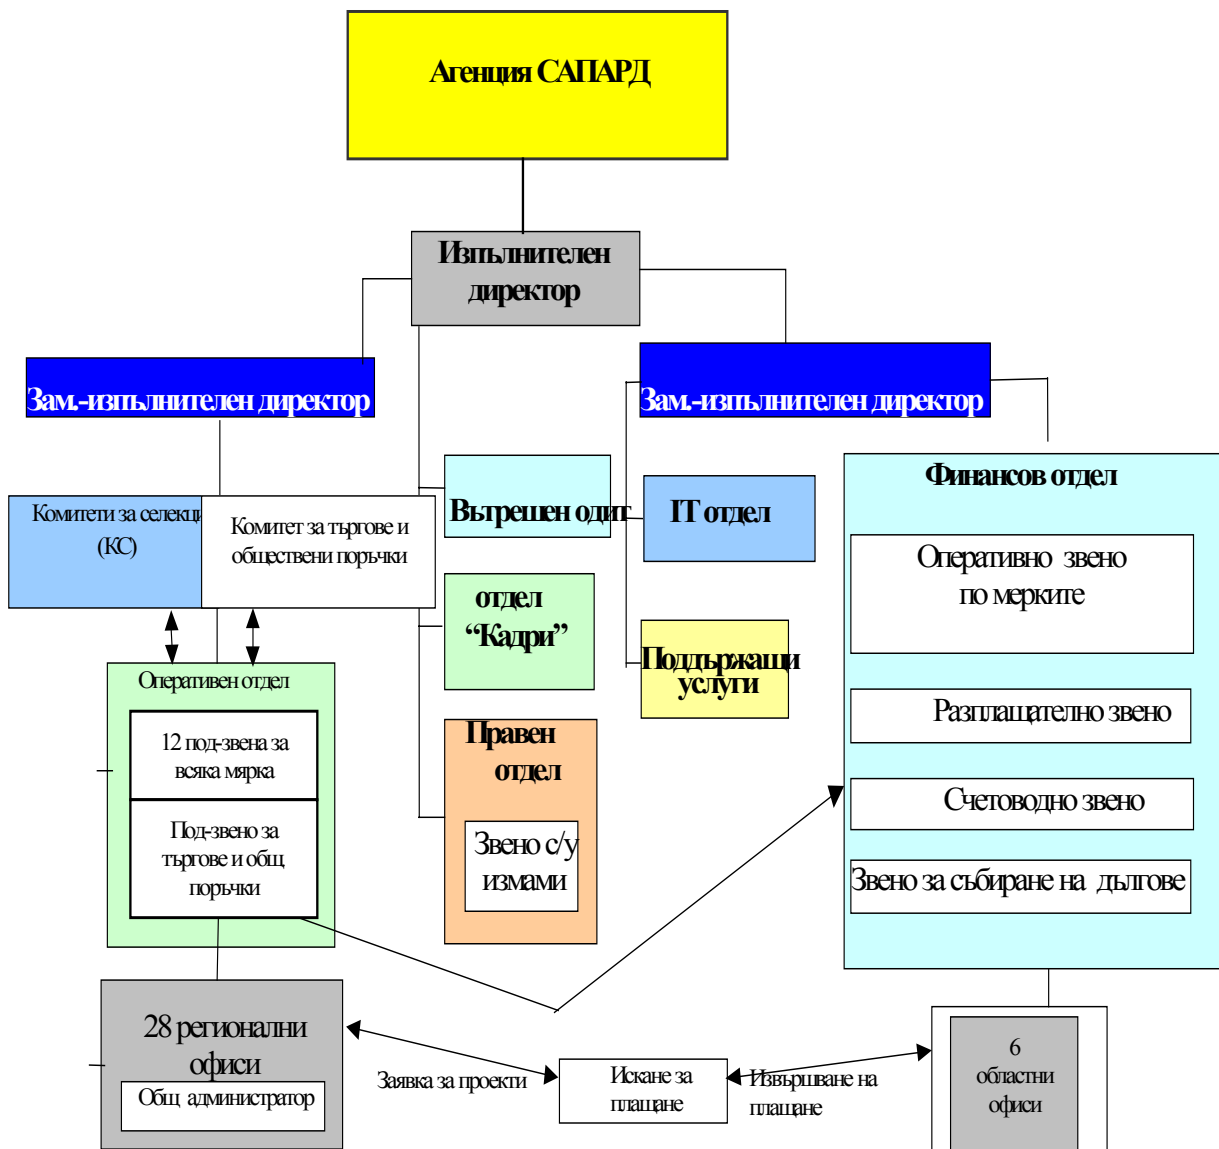 Агенция САПАРД
Изпълнителен
директор
Зам.-изпълнителен директор
Зам.-изпълнителен директор
Комитети за селекци
(КС)
Комитет за търгове и
обществени поръчки
Вътрешен одит
IT отдел
Финансов отдел
Оперативно звено
по мерките
отдел
“Кадри”
Поддържащи
услуги
Оперативен отдел
12 под-звена за
всяка мярка
Под-звено за
търгове и общ.
поръчки
Правен
отдел
Звено с/у
измами
Разплащателно звено
Счетоводно звено
Звено за събиране на дългове
28 регионални
офиси
Общ. администратор
Заявка за проекти
Искане за
плащане
Извършване на
плащане
6
областни
офиси